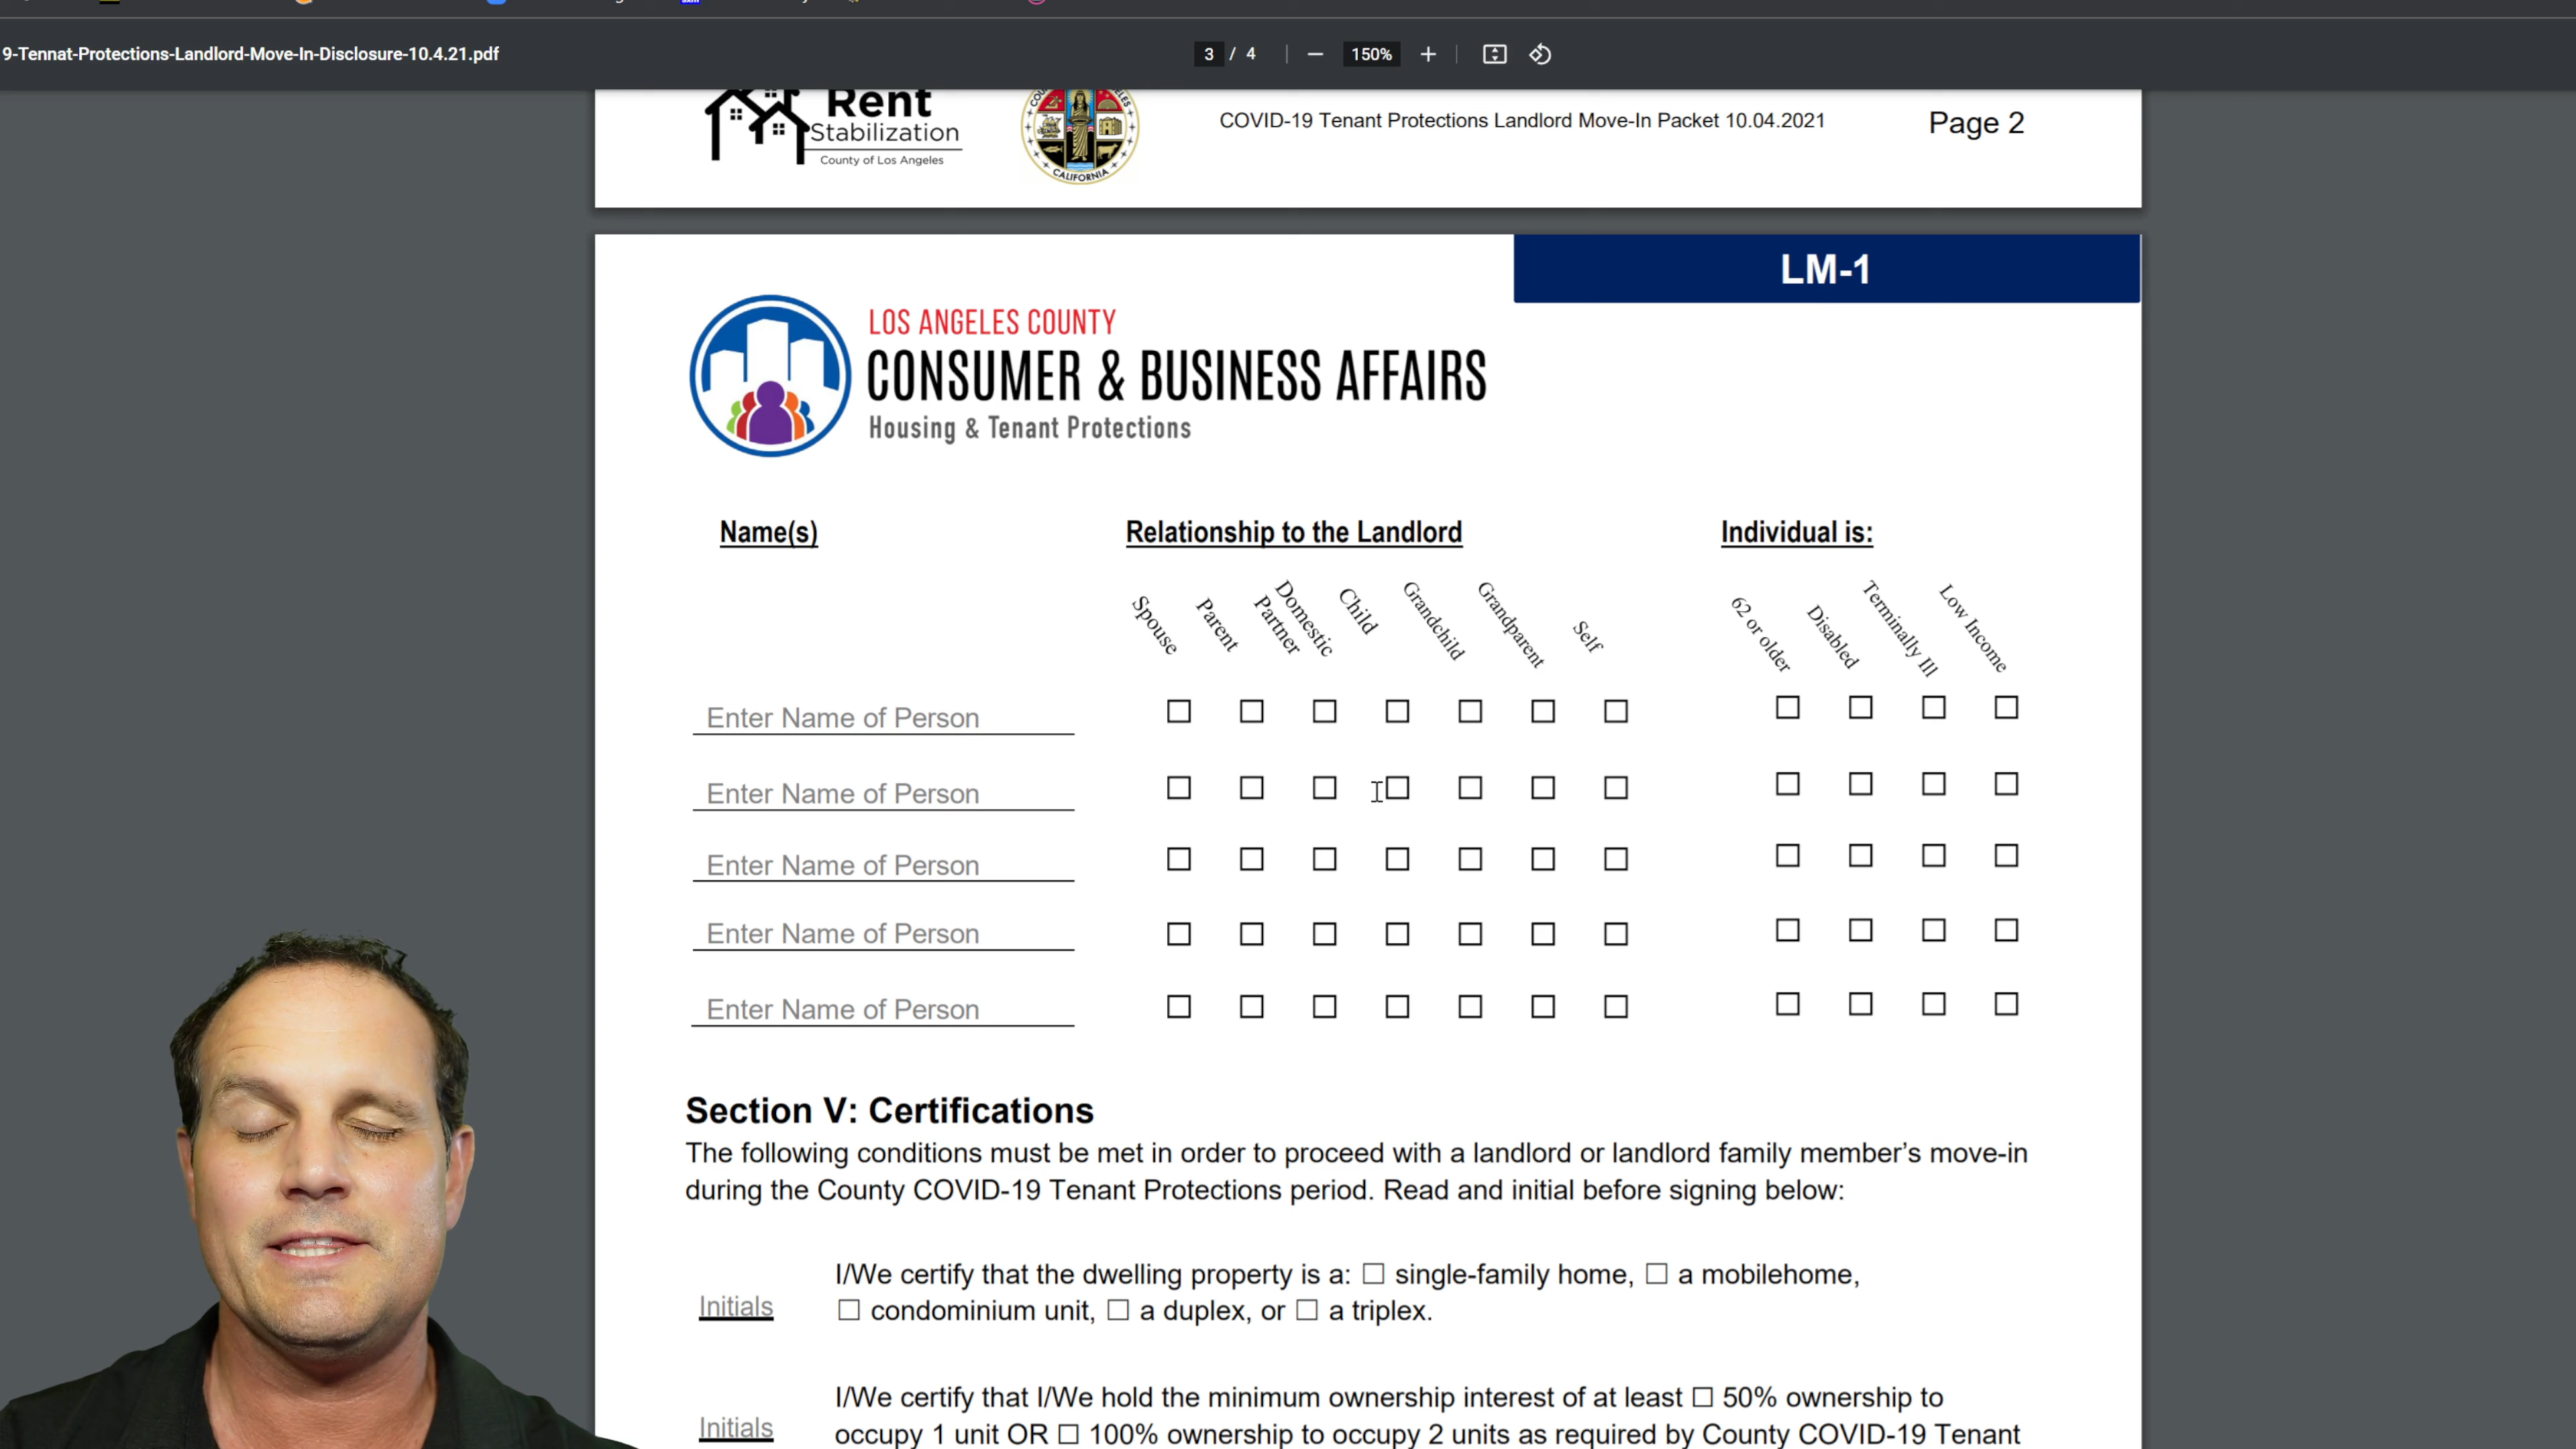 9-Tennat-Protections-Landlord-Move-In-Disclosure-10.4.21.pdf
3 / 4
150%
Rent
Stabilization
County of Los Angeles
CALIFORNIA
COVID-19 Tenant Protections Landlord Move-In Packet 10.04.2021
Page 2
LM-1
LOS ANGELES COUNTY
CONSUMER & BUSINESS AFFAIRS
Housing & Tenant Protections
Name(s)
Relationship to the Landlord
Individual is:
Spouse
Parent
Domestic
Partner
Child
Grandchild
Grandparent
Self
62 or older
Disabled
Terminally Ill
Low Income
Enter Name of Person
Enter Name of Person
Enter Name of Person
Enter Name of Person
Enter Name of Person
Section V: Certifications
The following conditions must be met in order to proceed with a landlord or landlord family member’s move-in
during the County COVID-19 Tenant Protections period. Read and initial before signing below:
Initials
I/We certify that the dwelling property is a: ☐ single-family home, ☐ a mobilehome,
☐ condominium unit, ☐ a duplex, or ☐ a triplex.
Initials
I/We certify that I/We hold the minimum ownership interest of at least ☐ 50% ownership to
occupy 1 unit OR ☐ 100% ownership to occupy 2 units as required by County COVID-19 Tenant